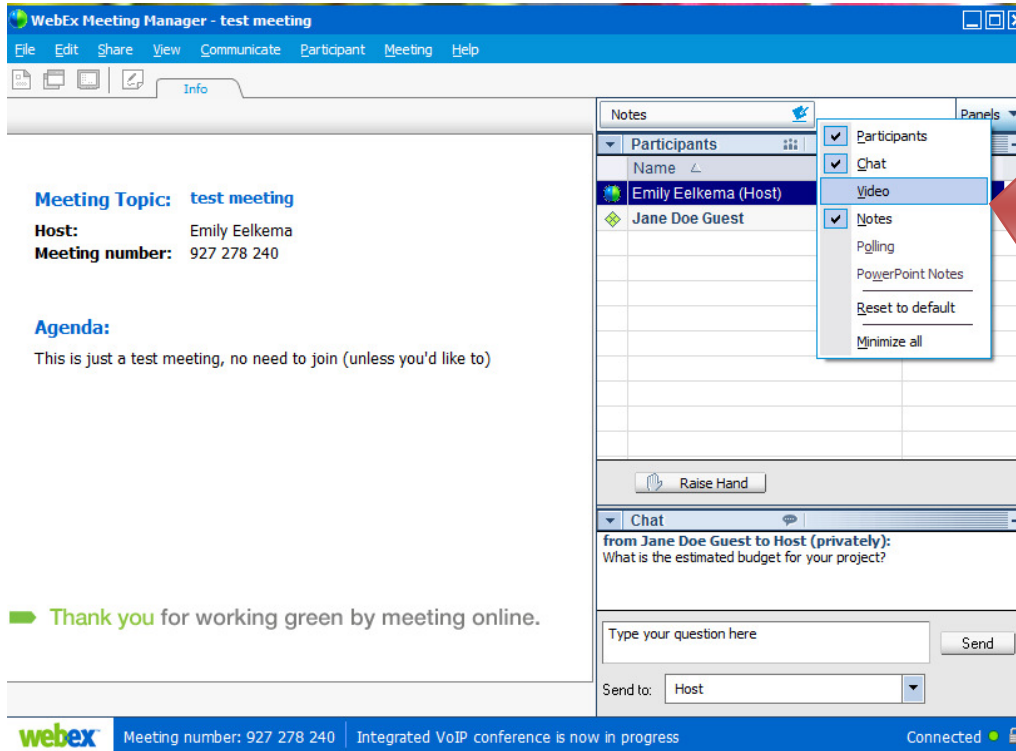 WebEx Meeting Manager - test meeting
File Edit Share View Communicate Participant Meeting Help
Info
Notes
Panels
Participants
Chat
Video
Notes
Polling
PowerPoint Notes
Reset to default
Minimize all
Participants
Name
Emily Eelkema (Host)
Jane Doe Guest
Meeting Topic: test meeting
Host: Emily Eelkema
Meeting number: 927 278 240
Agenda:
This is just a test meeting, no need to join (unless you'd like to)
Thank you for working green by meeting online.
Raise Hand
Chat
from Jane Doe Guest to Host (privately):
What is the estimated budget for your project?
Type your question here
Send
Send to: Host
webex Meeting number: 927 278 240 Integrated VoIP conference is now in progress Connected